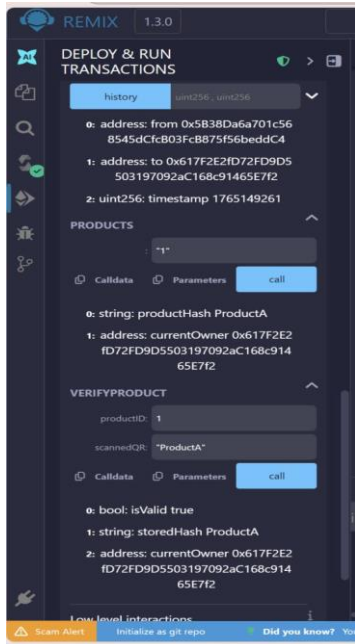 REMIX 1.3.0
AI
DEPLOY & RUN
TRANSACTIONS
history uint256 , uint256
0: address: from 0x5B38Da6a701c56
8545dCfcB03FcB875f56beddC4
1: address: to 0x617F2E2fD72FD9D5
503197092aC168c91465E7f2
2: uint256: timestamp 1765149261
PRODUCTS
: "1"
Calldata Parameters call
0: string: productHash ProductA
1: address: currentOwner 0x617F2E2
fD72FD9D5503197092aC168c914
65E7f2
VERIFYPRODUCT
productID: 1
scannedQR: "ProductA"
Calldata Parameters call
0: bool: isValid true
1: string: storedHash ProductA
2: address: currentOwner 0x617F2E2
fD72FD9D5503197092aC168c914
65E7f2
Low level interactions
Scam Alert Initialize as git repo Did you know? You